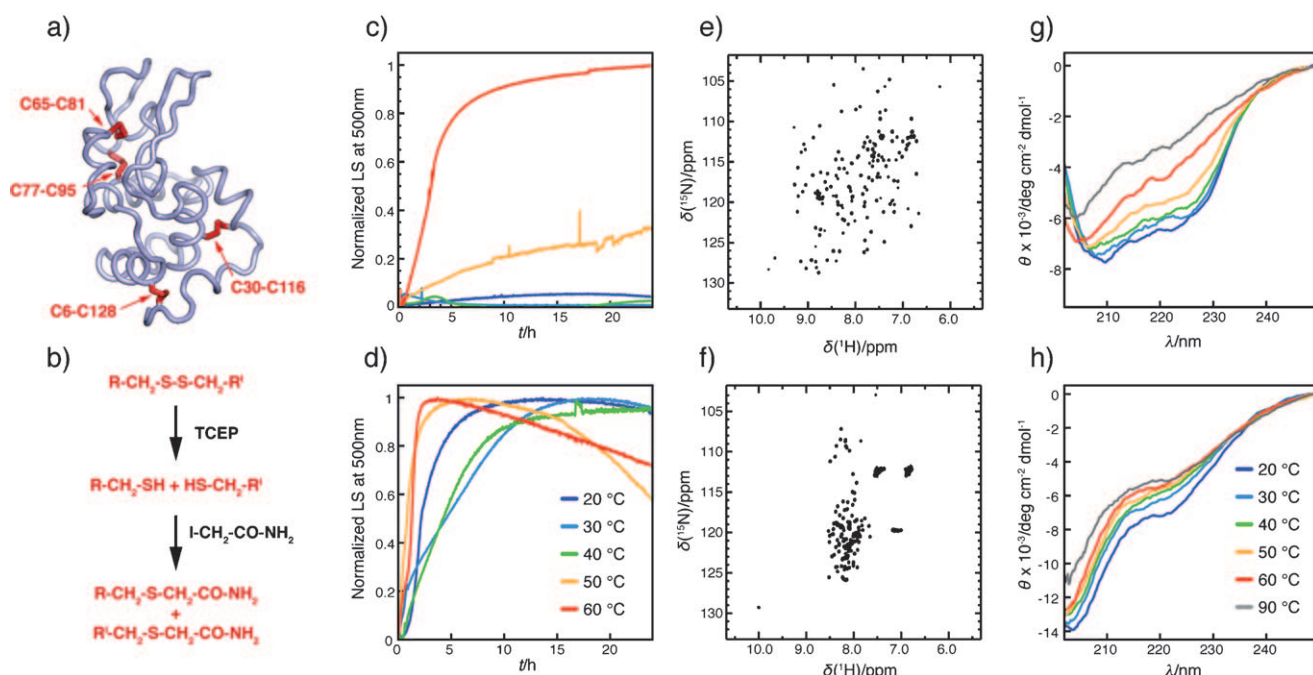 a)
C65-C81
C77-C95
C30-C116
C6-C128
b)
R-CH₂-S-S-CH₂-Rᴵ
TCEP
R-CH₂-SH + HS-CH₂-Rᴵ
I-CH₂-CO-NH₂
R-CH₂-S-CH₂-CO-NH₂
+
Rᴵ-CH₂-S-CH₂CO-NH₂
c)
Normalized LS at 500nm
1
0.8
0.6
0.4
0.2
0
0 5 10 15 20
t/h
d)
Normalized LS at 500nm
1
0.8
0.6
0.4
0.2
0
20 °C
30 °C
40 °C
50 °C
60 °C
0 5 10 15 20
t/h
e)
δ(¹⁵N)/ppm
105
115
120
125
130
10.0 9.0 8.0 7.0 6.0
δ(¹H)/ppm
f)
δ(¹⁵N)/ppm
105
115
120
125
130
10.0 9.0 8.0 7.0 6.0
δ(¹H)/ppm
g)
θ x 10⁻³/deg cm⁻² dmol⁻¹
0
-2
-4
-6
-8
210 220 230 240
λ/nm
h)
θ x 10⁻³/deg cm⁻² dmol⁻¹
0
-2
-4
-6
-8
-10
-12
-14
20 °C
30 °C
40 °C
50 °C
60 °C
90 °C
210 220 230 240
λ/nm